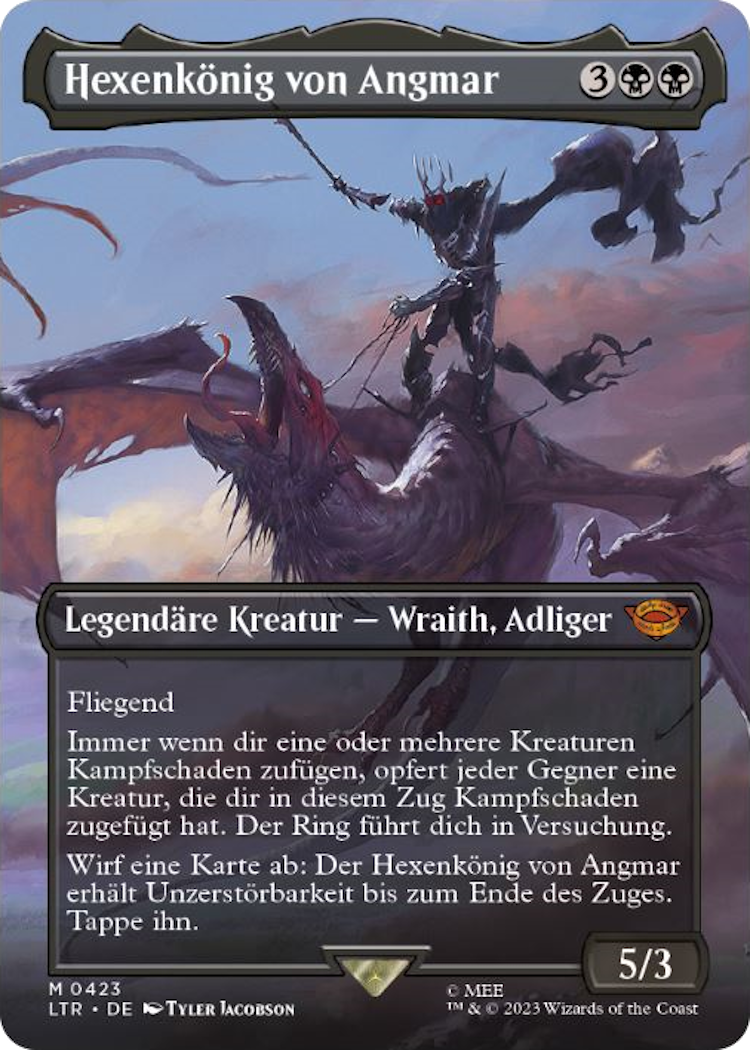 Hexenkönig von Angmar 3
Legendäre Kreatur — Wraith, Adliger
Fliegend
Immer wenn dir eine oder mehrere Kreaturen
Kampfschaden zufügen, opfert jeder Gegner eine
Kreatur, die dir in diesem Zug Kampfschaden
zugefügt hat. Der Ring führt dich in Versuchung.
Wirf eine Karte ab: Der Hexenkönig von Angmar
erhält Unzerstörbarkeit bis zum Ende des Zuges.
Tappe ihn.
5/3
M 0423
LTR • DE Tyler Jacobson
© MEE
™ & © 2023 Wizards of the Coast